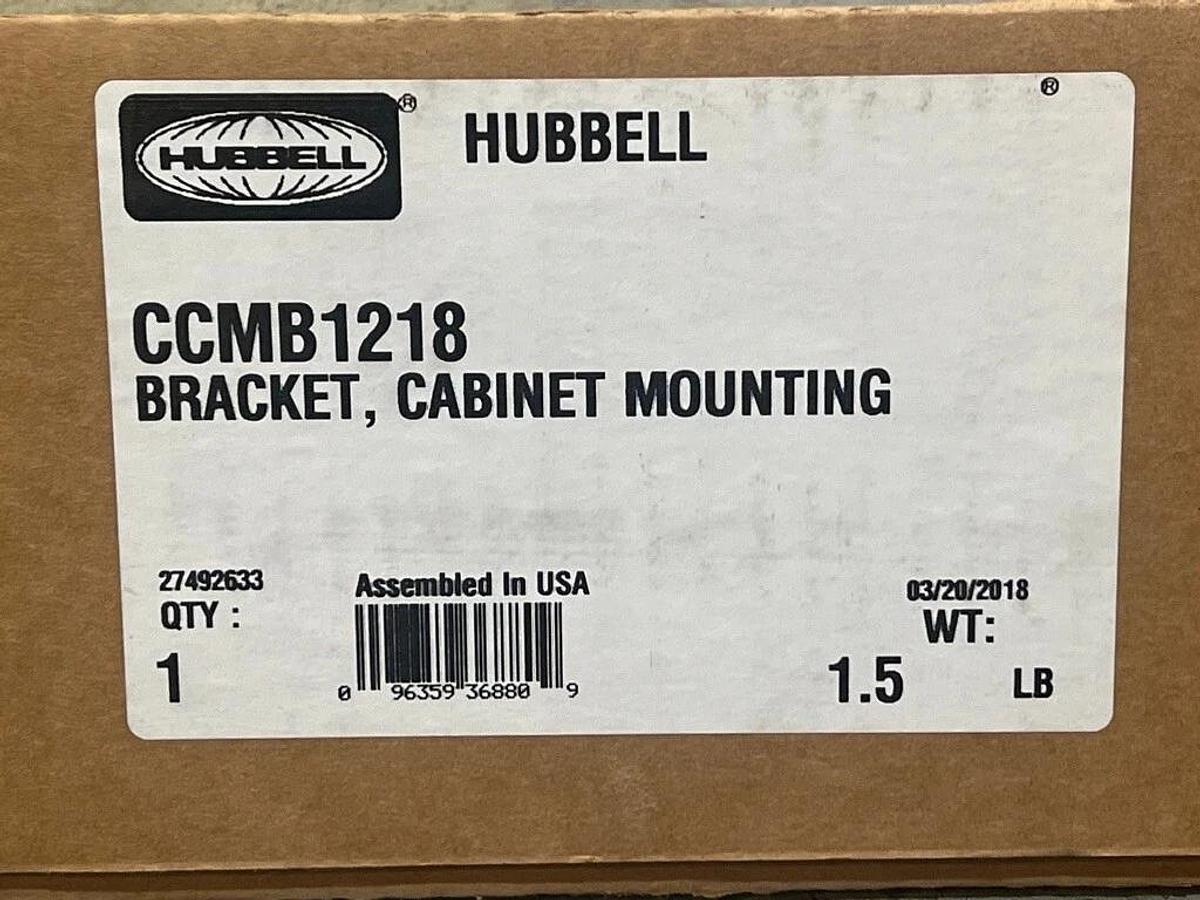 HUBBELL ®
HUBBELL
®
CCMB1218
BRACKET, CABINET MOUNTING
27492633
Assembled In USA
03/20/2018
QTY :
WT:
1
1.5 LB
0 96359 36880 9